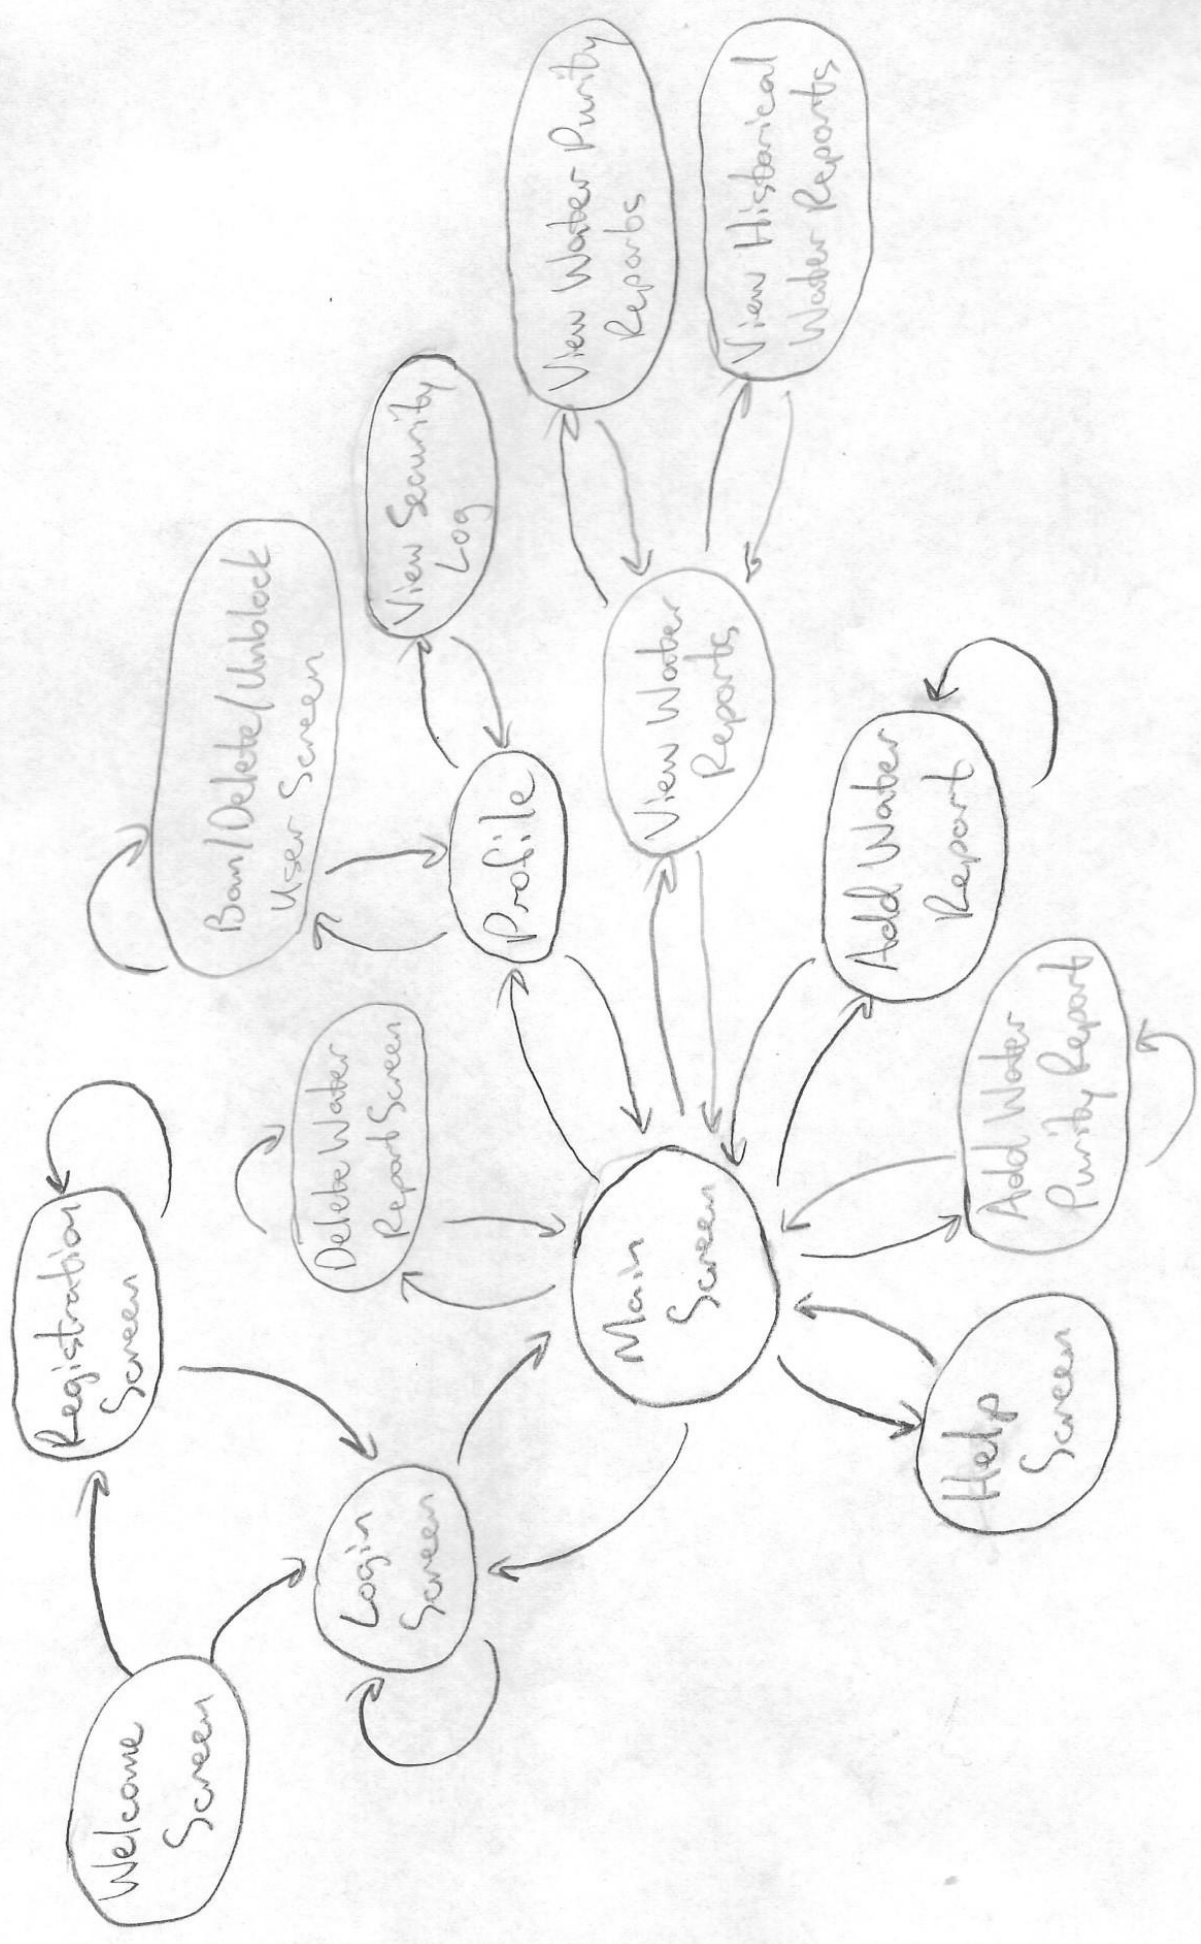 Welcome
Screen
Registration
Screen
Login
Screen
Delete Water
Report Screen
Ban/Delete/Unblock
User Screen
Profile
View Security
Log
Main
Screen
View Water
Reports
View Water Purity
Reports
View Historical
Water Reports
Add Water
Report
Add Water
Purity Report
Help
Screen